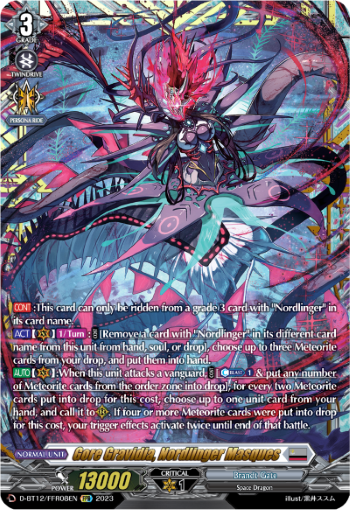 3
GRADE
TWINDRIVE
PERSONA RIDE
CONT :This card can only be ridden from a grade 3 card with "Nordlinger" in
its card name.
ACT 1/Turn : [Remove a card with "Nordlinger" in its different card
name from this unit from hand, soul, or drop], choose up to three Meteorite
cards from your drop, and put them into hand.
AUTO :When this unit attacks a vanguard, 1 & put any number
of Meteorite cards from the order zone into drop], for every two Meteorite
cards put into drop for this cost, choose up to one unit card from your
hand, and call it to . If four or more Meteorite cards were put into drop
for this cost, your trigger effects activate twice until end of that battle.
NORMAL UNIT Gore Gravidia, Nordlinger Masques
POWER 13000 CRITICAL 1 Brandt Gate
Space Dragon
D-BT12/FFR08EN 2023 illust/黒井ススム